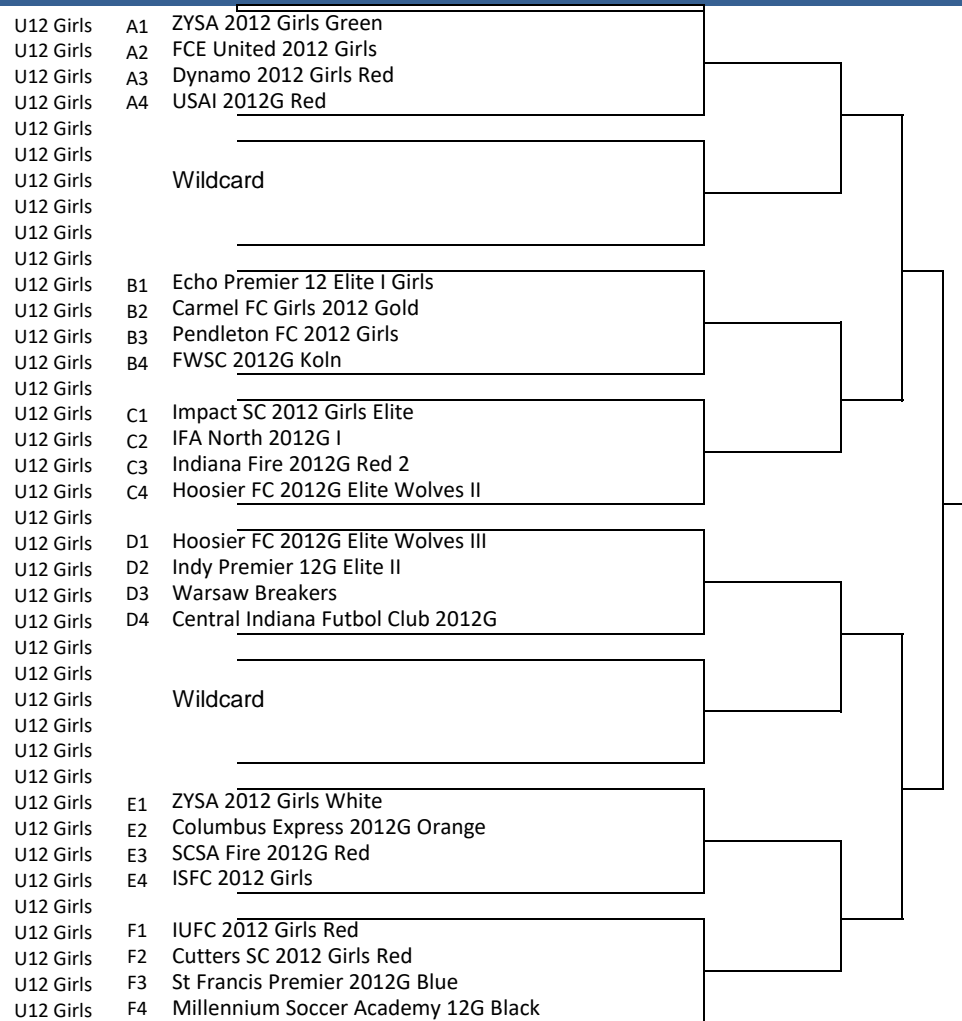 U12 Girls A1 ZYSA 2012 Girls Green
U12 Girls A2 FCE United 2012 Girls
U12 Girls A3 Dynamo 2012 Girls Red
U12 Girls A4 USAI 2012G Red
U12 Girls
U12 Girls
U12 Girls Wildcard
U12 Girls
U12 Girls
U12 Girls
U12 Girls B1 Echo Premier 12 Elite I Girls
U12 Girls B2 Carmel FC Girls 2012 Gold
U12 Girls B3 Pendleton FC 2012 Girls
U12 Girls B4 FWSC 2012G Koln
U12 Girls
U12 Girls C1 Impact SC 2012 Girls Elite
U12 Girls C2 IFA North 2012G I
U12 Girls C3 Indiana Fire 2012G Red 2
U12 Girls C4 Hoosier FC 2012G Elite Wolves II
U12 Girls
U12 Girls D1 Hoosier FC 2012G Elite Wolves III
U12 Girls D2 Indy Premier 12G Elite II
U12 Girls D3 Warsaw Breakers
U12 Girls D4 Central Indiana Futbol Club 2012G
U12 Girls
U12 Girls
U12 Girls Wildcard
U12 Girls
U12 Girls
U12 Girls
U12 Girls E1 ZYSA 2012 Girls White
U12 Girls E2 Columbus Express 2012G Orange
U12 Girls E3 SCSA Fire 2012G Red
U12 Girls E4 ISFC 2012 Girls
U12 Girls
U12 Girls F1 IUFC 2012 Girls Red
U12 Girls F2 Cutters SC 2012 Girls Red
U12 Girls F3 St Francis Premier 2012G Blue
U12 Girls F4 Millennium Soccer Academy 12G Black